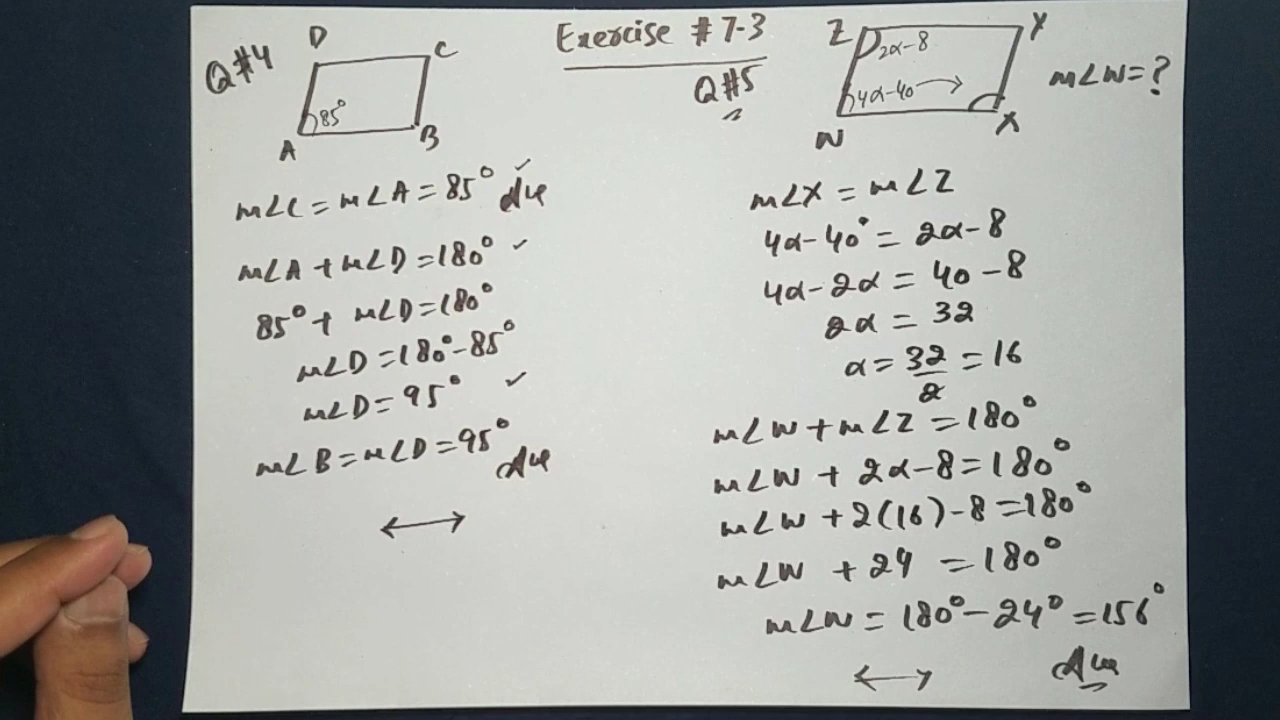 Exercise # 7-3
Q#4
D
C
85°
A
B
m∠C = m∠A = 85° ✓ Ans
m∠A + m∠D = 180° ✓
85° + m∠D = 180°
m∠D = 180° - 85°
m∠D = 95° ✓
m∠B = m∠D = 95° Ans
Q#5
Z
Y
2α-8
4α-40
W
X
m∠W = ?
m∠X = m∠Z
4α-40° = 2α-8
4α-2α = 40-8
2α = 32
α = 32/2 = 16
m∠W + m∠Z = 180°
m∠W + 2α-8 = 180°
m∠W + 2(16)-8 = 180°
m∠W + 24 = 180°
m∠W = 180° - 24° = 156°
Ans